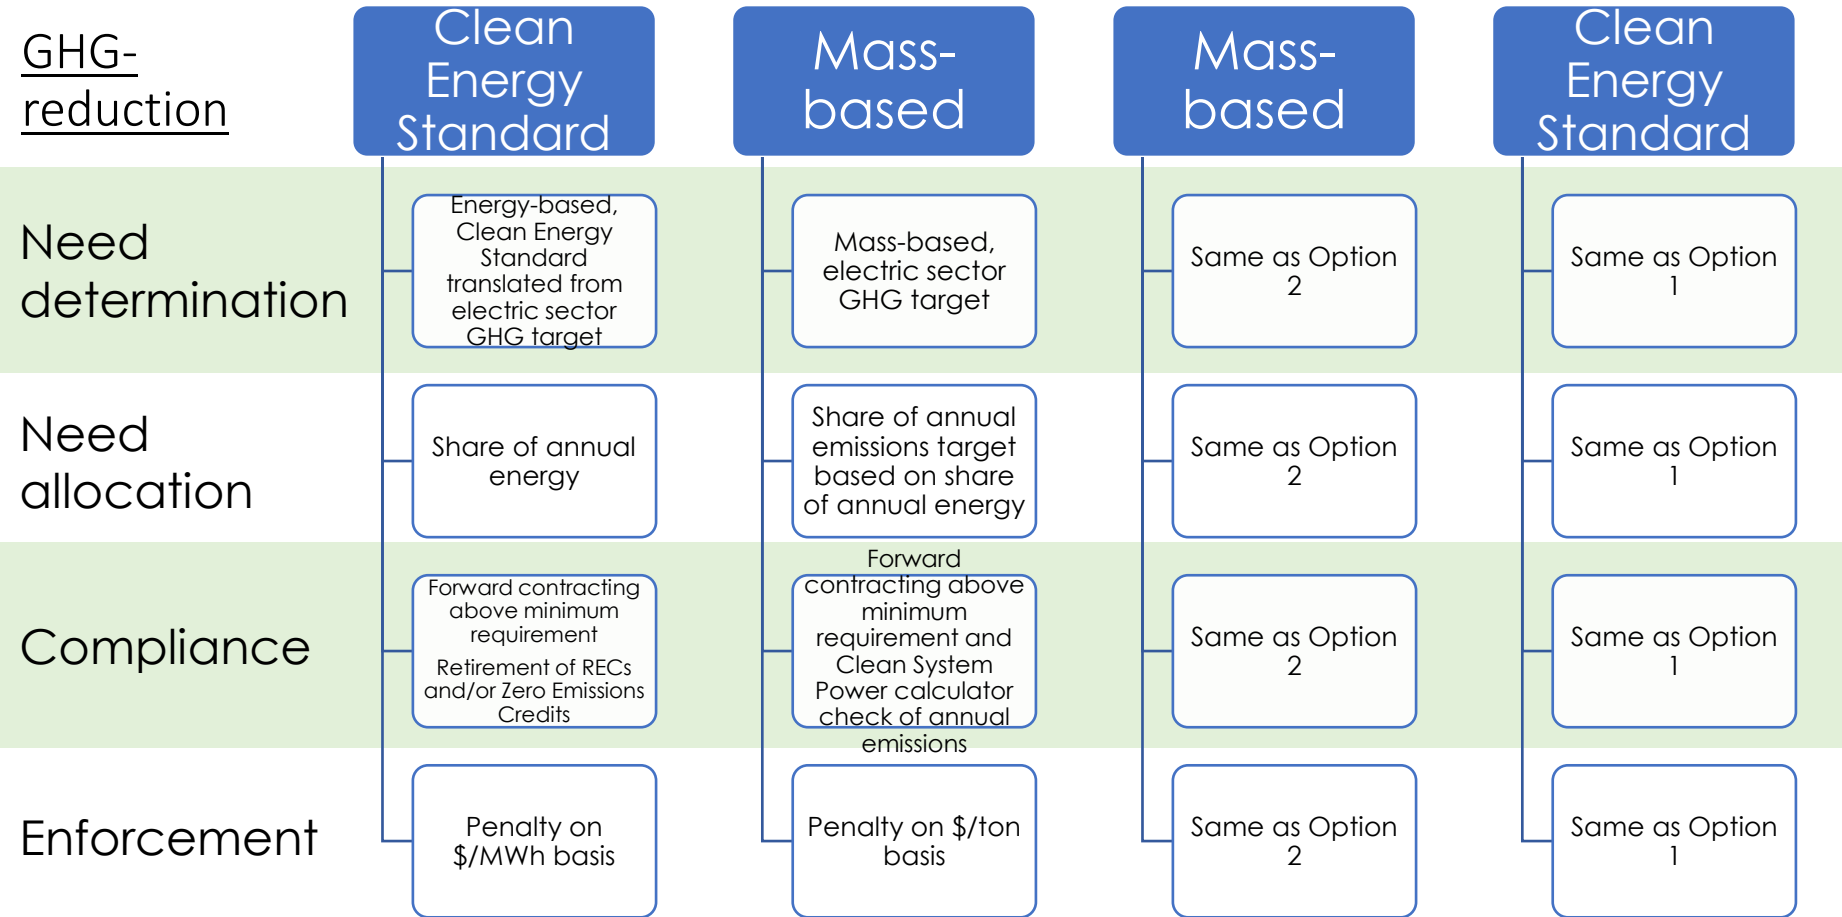 GHG-
reduction
Clean
Energy
Standard
Mass-
based
Mass-
based
Clean
Energy
Standard
Need
determination
Energy-based,
Clean Energy
Standard
translated from
electric sector
GHG target
Mass-based,
electric sector
GHG target
Same as Option
2
Same as Option
1
Need
allocation
Share of annual
energy
Share of annual
emissions target
based on share
of annual energy
Same as Option
2
Same as Option
1
Compliance
Forward contracting
above minimum
requirement
Retirement of RECs
and/or Zero Emissions
Credits
Forward
contracting above
minimum
requirement and
Clean System
Power calculator
check of annual
emissions
Same as Option
2
Same as Option
1
Enforcement
Penalty on
$/MWh basis
Penalty on $/ton
basis
Same as Option
2
Same as Option
1